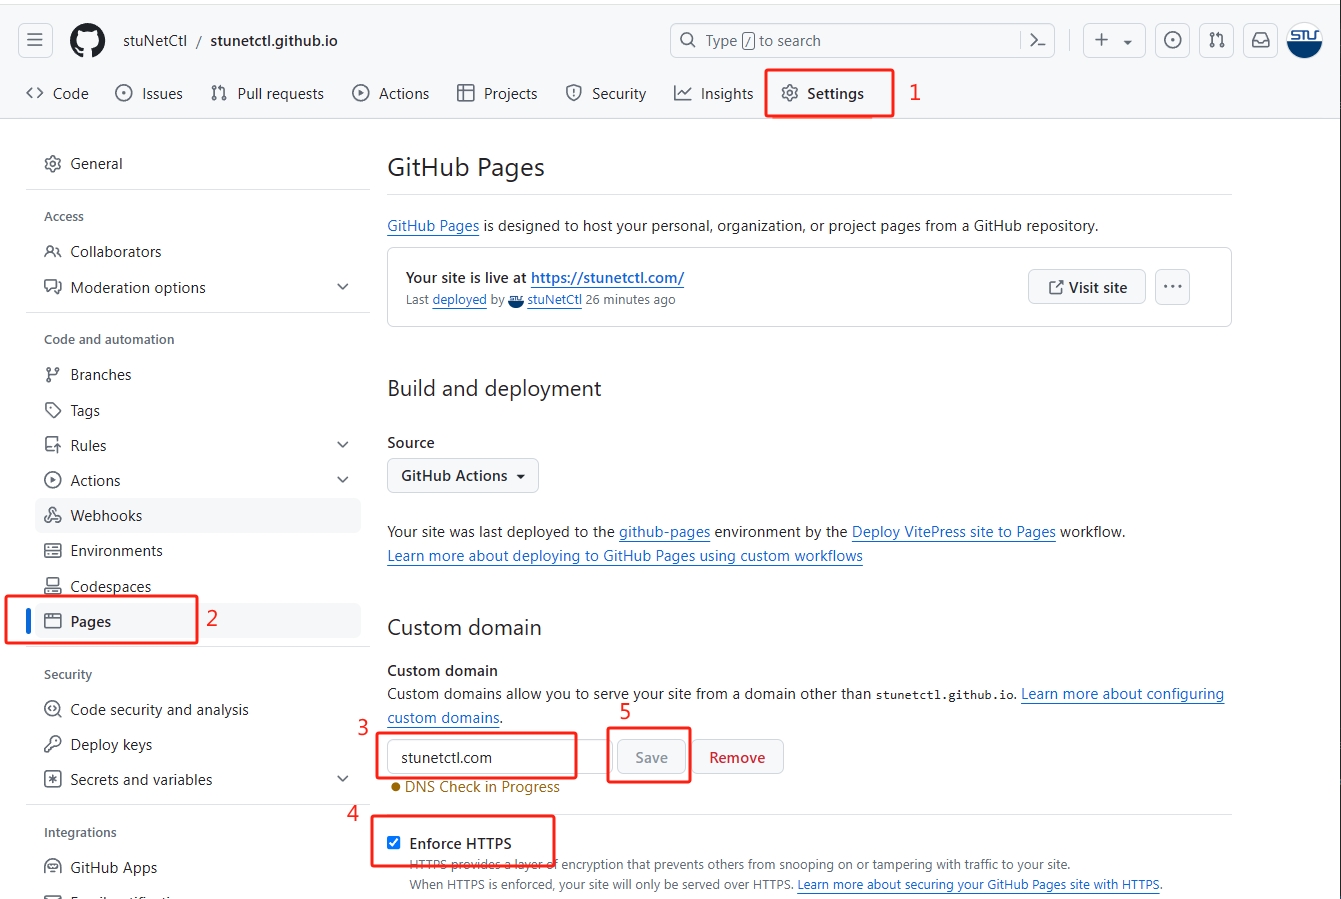 stuNetCtl / stunetctl.github.io
Type / to search
Code Issues Pull requests Actions Projects Security Insights Settings 1
General
Access
Collaborators
Moderation options
Code and automation
Branches
Tags
Rules
Actions
Webhooks
Environments
Codespaces
Pages 2
Security
Code security and analysis
Deploy keys
Secrets and variables
Integrations
GitHub Apps
GitHub Pages
GitHub Pages is designed to host your personal, organization, or project pages from a GitHub repository.
Your site is live at https://stunetctl.com/
Last deployed by stuNetCtl 26 minutes ago
Visit site
Build and deployment
Source
GitHub Actions
Your site was last deployed to the github-pages environment by the Deploy VitePress site to Pages workflow.
Learn more about deploying to GitHub Pages using custom workflows
Custom domain
Custom domain
Custom domains allow you to serve your site from a domain other than stunetctl.github.io. Learn more about configuring
custom domains.
3 5
stunetctl.com Save Remove
DNS Check in Progress
4
Enforce HTTPS
HTTPS provides a layer of encryption that prevents others from snooping on or tampering with traffic to your site.
When HTTPS is enforced, your site will only be served over HTTPS. Learn more about securing your GitHub Pages site with HTTPS.